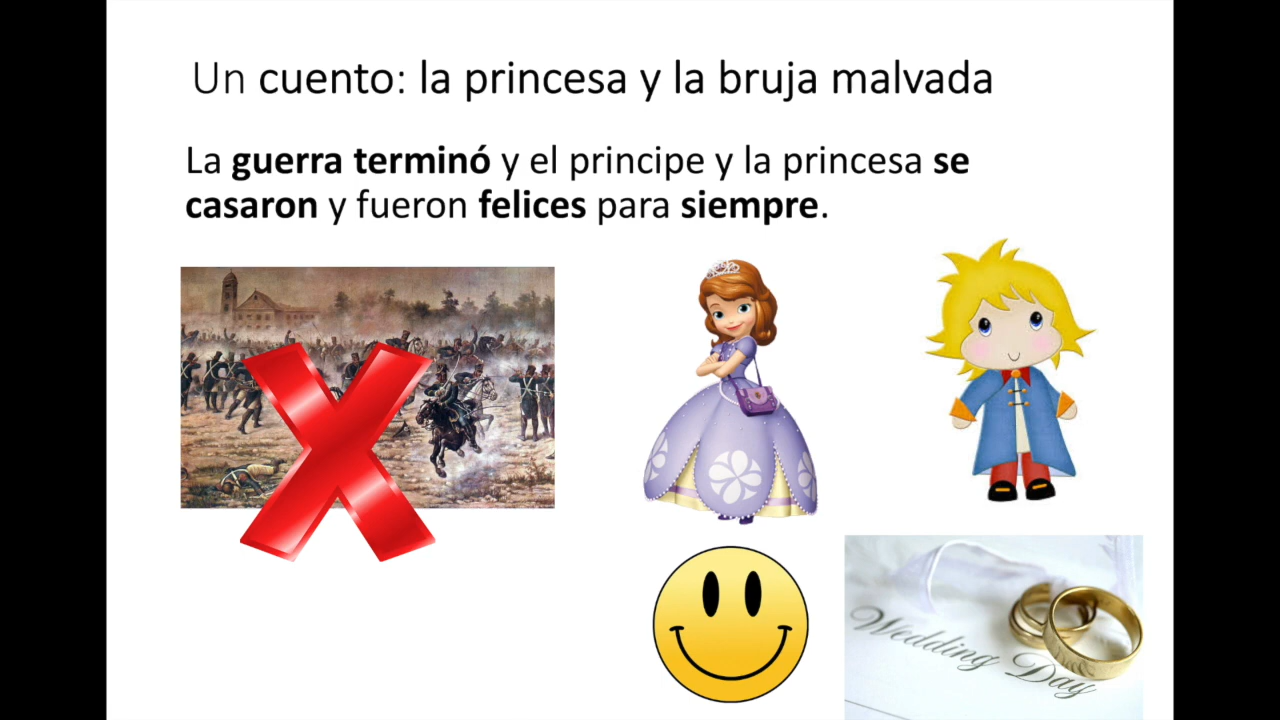 Un cuento: la princesa y la bruja malvada
La guerra terminó y el principe y la princesa se
casaron y fueron felices para siempre.
Wedding Day